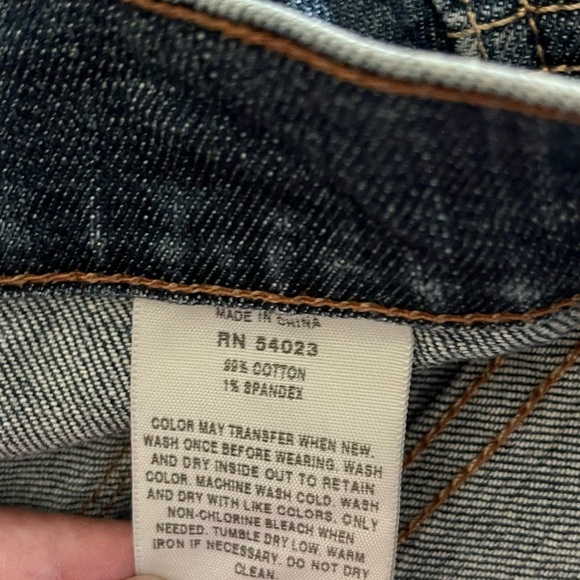 MADE IN CHINA
RN 54023
99% COTTON
1% SPANDEX
COLOR MAY TRANSFER WHEN NEW.
WASH ONCE BEFORE WEARING. WASH
AND DRY INSIDE OUT TO RETAIN
COLOR. MACHINE WASH COLD. WASH
AND DRY WITH LIKE COLORS. ONLY
NON-CHLORINE BLEACH WHEN
NEEDED. TUMBLE DRY LOW. WARM
IRON IF NECESSARY. DO NOT DRY
CLEAN.